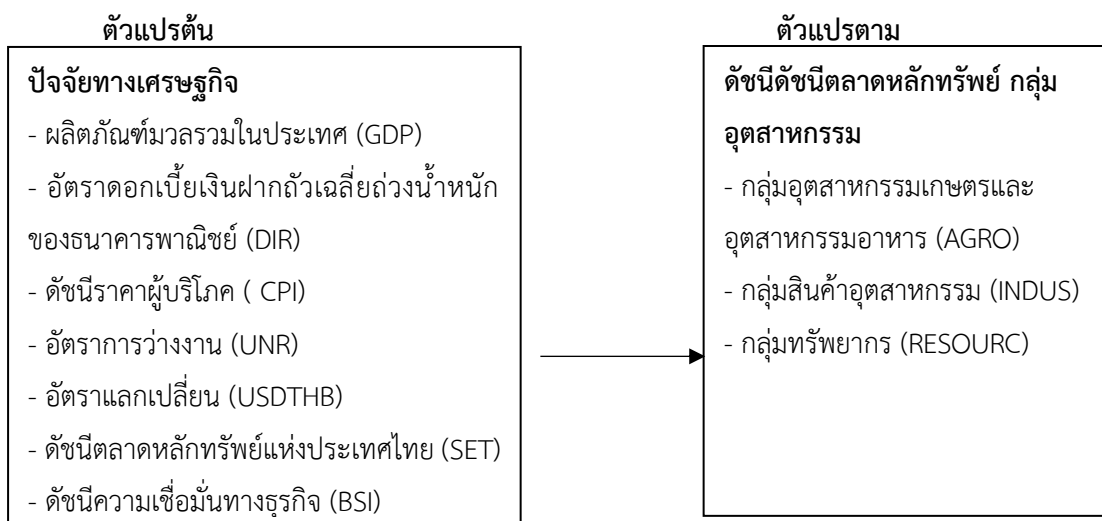 ตัวแปรต้น
ปัจจัยทางเศรษฐกิจ
- ผลิตภัณฑ์มวลรวมในประเทศ (GDP)
- อัตราดอกเบี้ยเงินฝากถัวเฉลี่ยถ่วงน้ำหนัก
ของธนาคารพาณิชย์ (DIR)
- ดัชนีราคาผู้บริโภค ( CPI)
- อัตราการว่างงาน (UNR)
- อัตราแลกเปลี่ยน (USDTHB)
- ดัชนีตลาดหลักทรัพย์แห่งประเทศไทย (SET)
- ดัชนีความเชื่อมั่นทางธุรกิจ (BSI)
ตัวแปรตาม
ดัชนีดัชนีตลาดหลักทรัพย์ กลุ่ม
อุตสาหกรรม
- กลุ่มอุตสาหกรรมเกษตรและ
อุตสาหกรรมอาหาร (AGRO)
- กลุ่มสินค้าอุตสาหกรรม (INDUS)
- กลุ่มทรัพยากร (RESOURC)